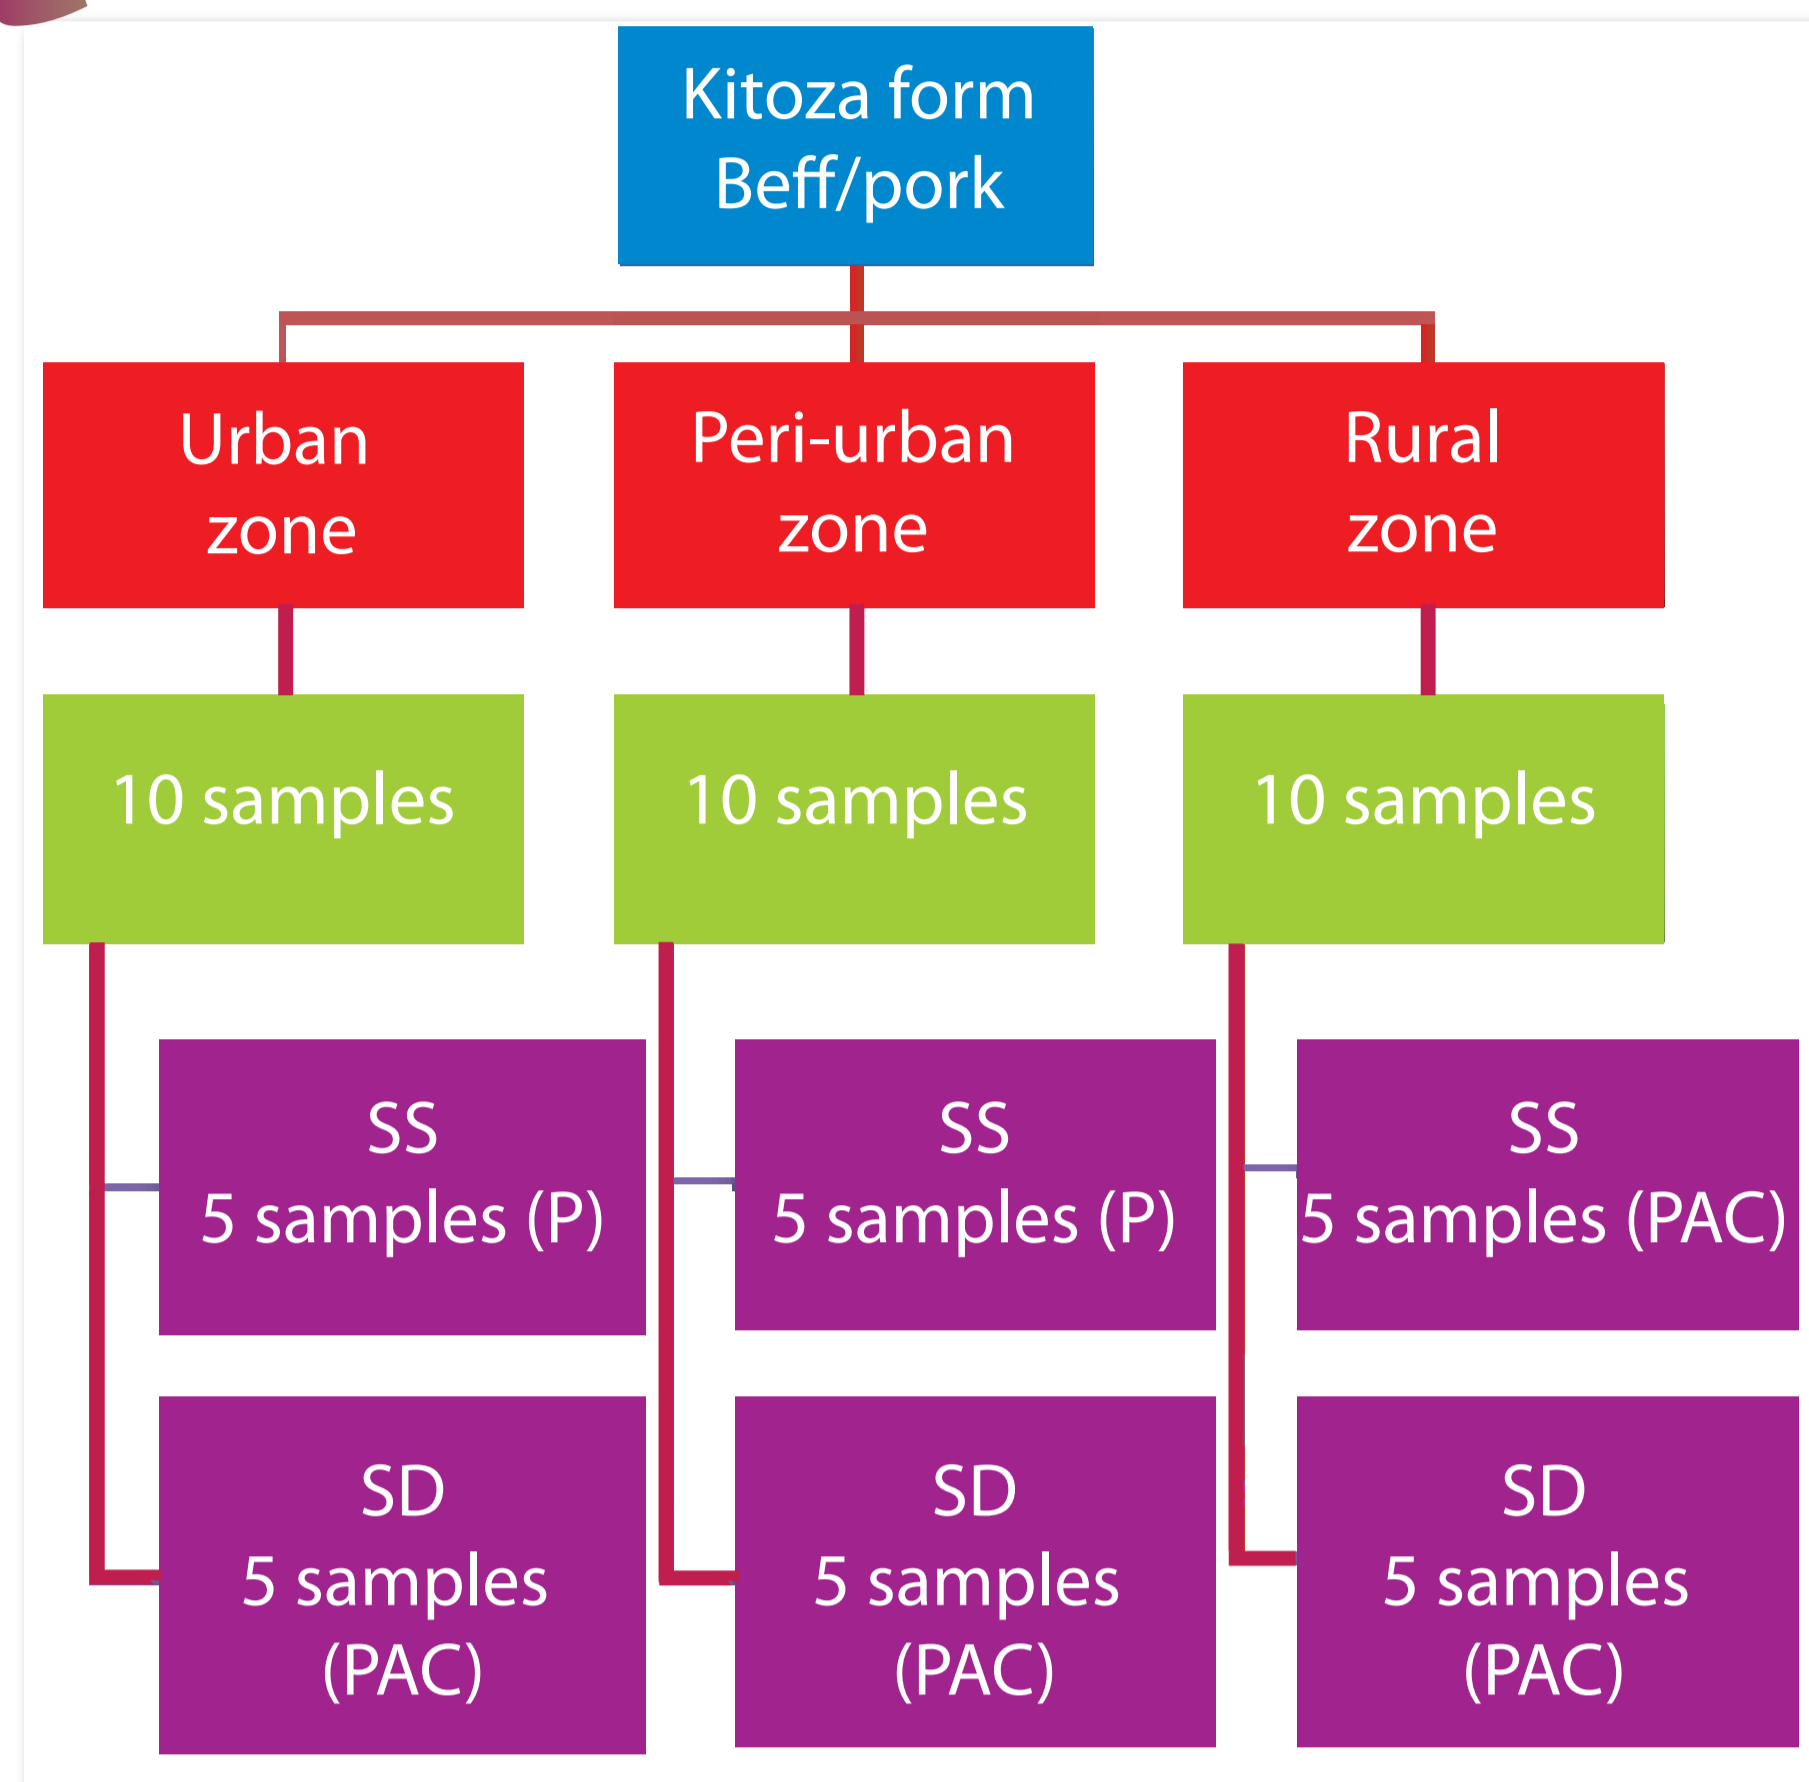 Kitoza form
Beff/pork
Urban
zone
Peri-urban
zone
Rural
zone
10 samples
10 samples
10 samples
SS
5 samples (P)
SS
5 samples (P)
SS
5 samples (PAC)
SD
5 samples
(PAC)
SD
5 samples
(PAC)
SD
5 samples
(PAC)